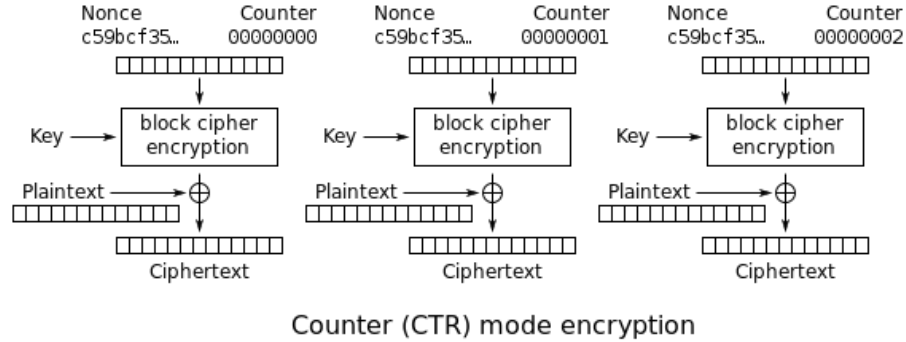 Nonce Counter Nonce Counter Nonce Counter
c59bcf35… 00000000 c59bcf35… 00000001 c59bcf35… 00000002
block cipher block cipher block cipher
Key encryption Key encryption Key encryption
Plaintext Plaintext Plaintext
Ciphertext Ciphertext Ciphertext
Counter (CTR) mode encryption